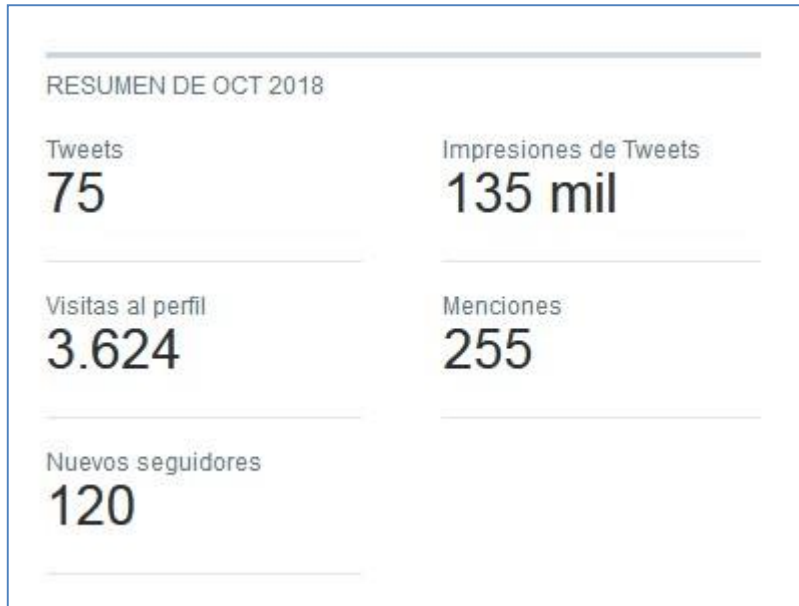 RESUMEN DE OCT 2018
Tweets
75
Impresiones de Tweets
135 mil
Visitas al perfil
3.624
Menciones
255
Nuevos seguidores
120